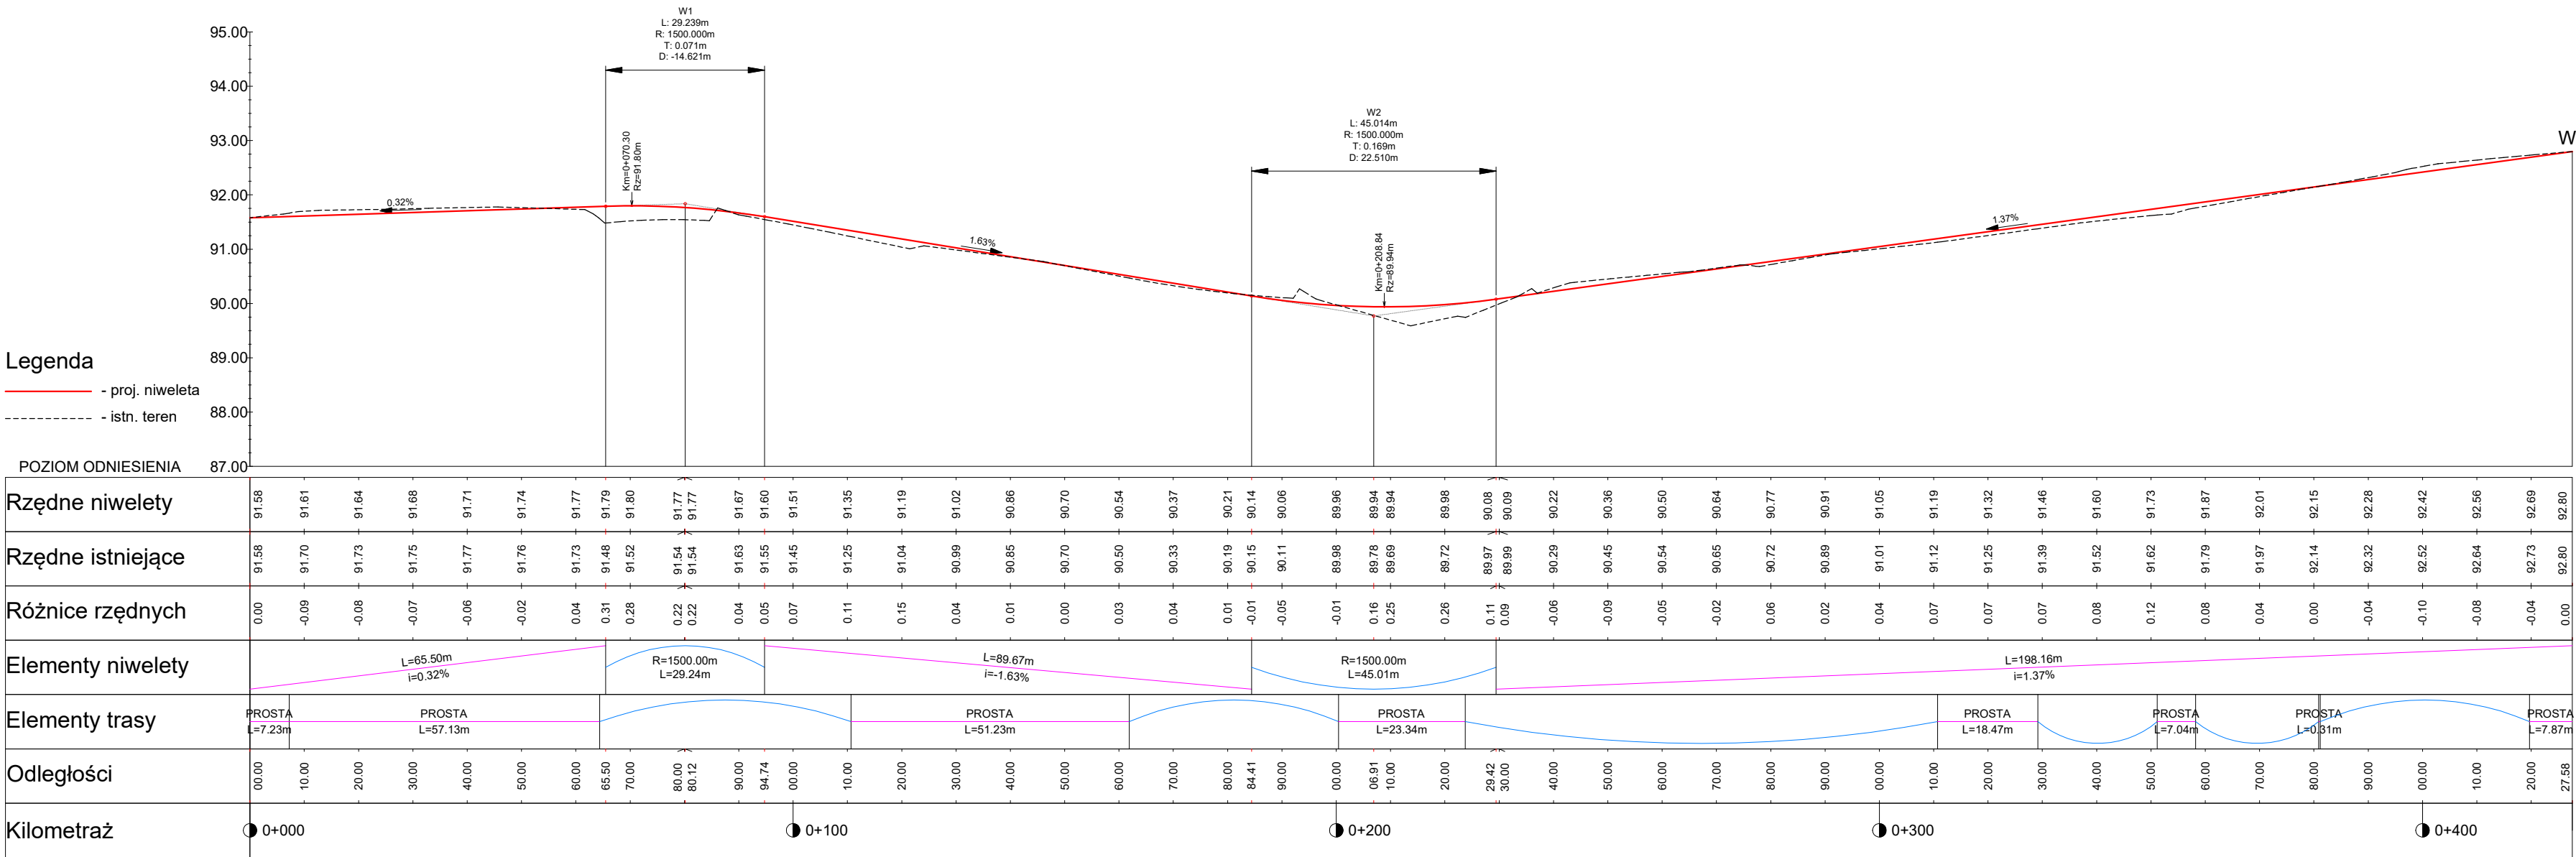 W1
L: 29.239m
R: 1500.000m
T: 0.071m
D: -14.621m
W2
L: 45.014m
R: 1500.000m
T: 0.169m
D: 22.510m
W
95.00
94.00
93.00
92.00
91.00
90.00
89.00
88.00
87.00
Km=0+070.30
Rz=91.80m
Km=0+208.84
Rz=89.94m
0.32%
1.63%
1.37%
Legenda
- proj. niweleta
- istn. teren
POZIOM ODNIESIENIA
Rzędne niwelety 91.58 91.61 91.64 91.68 91.71 91.74 91.77 91.79 91.80 91.77 91.77 91.67 91.60 91.51 91.35 91.19 91.02 90.86 90.70 90.54 90.37 90.21 90.14 90.06 89.96 89.94 89.94 89.98 90.08 90.09 90.22 90.36 90.50 90.64 90.77 90.91 91.05 91.19 91.32 91.46 91.60 91.73 91.87 92.01 92.15 92.28 92.42 92.56 92.69 92.80
Rzędne istniejące 91.58 91.70 91.73 91.75 91.77 91.76 91.73 91.48 91.52 91.54 91.54 91.63 91.55 91.45 91.25 91.04 90.99 90.85 90.70 90.50 90.33 90.19 90.15 90.11 89.98 89.78 89.69 89.72 89.97 89.99 90.29 90.45 90.54 90.65 90.72 90.89 91.01 91.12 91.25 91.39 91.52 91.62 91.79 91.97 92.14 92.32 92.52 92.64 92.73 92.80
Różnice rzędnych 0.00 -0.09 -0.08 -0.07 -0.06 -0.02 0.04 0.31 0.28 0.22 0.22 0.04 0.05 0.07 0.11 0.15 0.04 0.01 0.00 0.03 0.04 0.01 -0.01 -0.05 -0.01 0.16 0.25 0.26 0.11 0.09 -0.06 -0.09 -0.05 -0.02 0.06 0.02 0.04 0.07 0.07 0.07 0.08 0.12 0.08 0.04 0.00 -0.04 -0.10 -0.08 -0.04 0.00
Elementy niwelety
L=65.50m
i=0.32%
R=1500.00m
L=29.24m
L=89.67m
i=-1.63%
R=1500.00m
L=45.01m
L=198.16m
i=1.37%
Elementy trasy
PROSTA
L=7.23m
PROSTA
L=57.13m
PROSTA
L=51.23m
PROSTA
L=23.34m
PROSTA
L=18.47m
PROSTA
L=7.04m
PROSTA
L=0.31m
PROSTA
L=7.87m
Odległości 00.00 10.00 20.00 30.00 40.00 50.00 60.00 65.50 70.00 80.00 80.12 90.00 94.74 00.00 10.00 20.00 30.00 40.00 50.00 60.00 70.00 80.00 84.41 90.00 00.00 06.91 10.00 20.00 29.42 30.00 40.00 50.00 60.00 70.00 80.00 90.00 00.00 10.00 20.00 30.00 40.00 50.00 60.00 70.00 80.00 90.00 00.00 10.00 20.00 27.58
Kilometraż 0+000 0+100 0+200 0+300 0+400